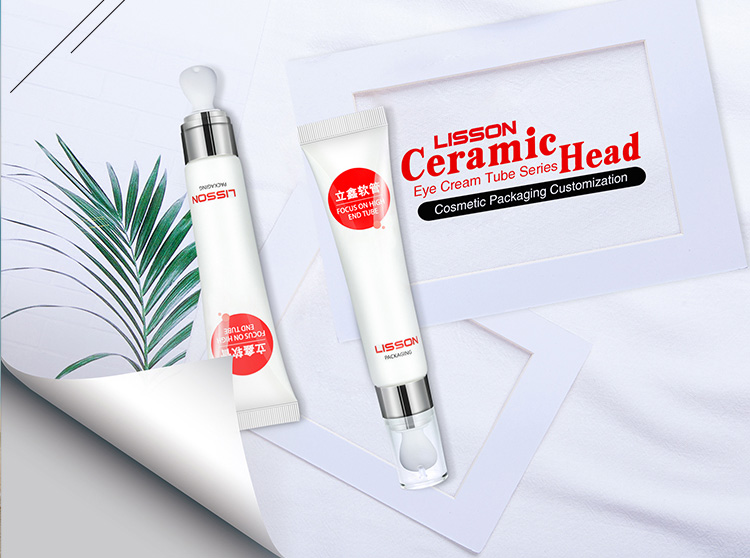 LISSON
Ceramic Head
Eye Cream Tube Series
Cosmetic Packaging Customization
立鑫软管
FOCUS ON HIGH
END TUBE
LISSON
PACKAGING
LISSON
PACKAGING
立鑫软管
FOCUS ON HIGH
END TUBE